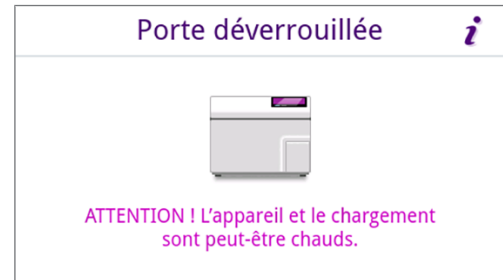 Porte déverrouillée
i
ATTENTION ! L'appareil et le chargement
sont peut-être chauds.